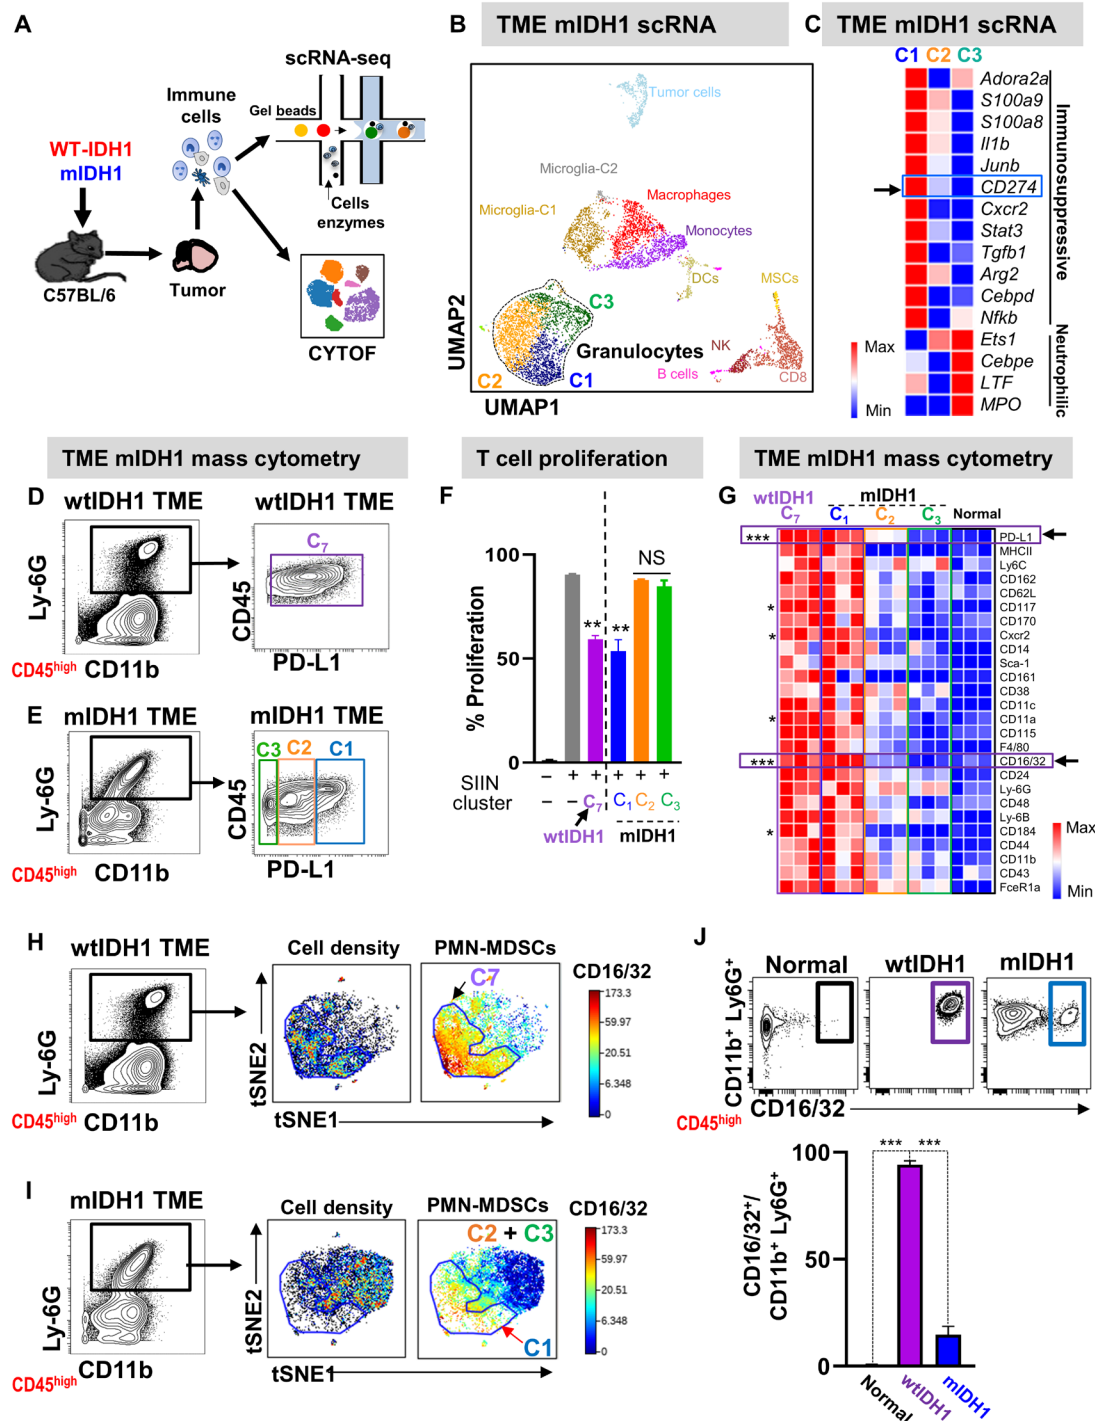 A
WT-IDH1
mIDH1
C57BL/6
Tumor
Immune
cells
scRNA-seq
Gel beads
Cells
enzymes
CYTOF
B
TME mIDH1 scRNA
Tumor cells
Microglia-C2
Macrophages
Microglia-C1
Monocytes
DCs
MSCs
C3
Granulocytes
NK
B cells
CD8
C2
C1
UMAP2
UMAP1
C
TME mIDH1 scRNA
C1 C2 C3
Adora2a
S100a9
S100a8
Il1b
Junb
CD274
Cxcr2
Stat3
Tgfb1
Arg2
Cebpd
Nfkb
Ets1
Cebpe
LTF
MPO
Immunosuppressive
Neutrophilic
Max
Min
TME mIDH1 mass cytometry
D
wtIDH1 TME
wtIDH1 TME
C7
Ly-6G
CD45
CD45high
CD11b
PD-L1
E
mIDH1 TME
mIDH1 TME
C3 C2 C1
Ly-6G
CD45
CD45high
CD11b
PD-L1
T cell proliferation
F
100
50
0
% Proliferation
NS
**
**
SIIN
− + + + + +
cluster
− − C7 C1 C2 C3
wtIDH1
mIDH1
TME mIDH1 mass cytometry
G
wtIDH1
mIDH1
C7 C1 C2 C3 Normal
*** PD-L1
MHCII
Ly6C
CD162
CD62L
* CD117
CD170
* Cxcr2
CD14
Sca-1
CD161
CD38
CD11c
* CD11a
CD115
F4/80
*** CD16/32
CD24
Ly-6G
CD48
Ly-6B
* CD184
CD44
CD11b
CD43
FceR1a
Max
Min
H
wtIDH1 TME
Ly-6G
CD45high
CD11b
Cell density
PMN-MDSCs
C7
tSNE2
tSNE1
CD16/32
173.3
59.97
20.51
6.348
0
I
mIDH1 TME
Ly-6G
CD45high
CD11b
Cell density
PMN-MDSCs
C2 + C3
C1
tSNE2
tSNE1
CD16/32
173.3
59.97
20.51
6.348
0
J
Normal
wtIDH1
mIDH1
CD11b+ Ly6G+
CD45high
CD16/32
*** ***
100
50
0
CD16/32+/
CD11b+ Ly6G+
Normal
wtIDH1
mIDH1